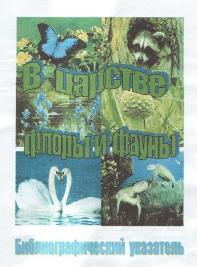 В царстве
флоры и фауны
Библиографический указатель